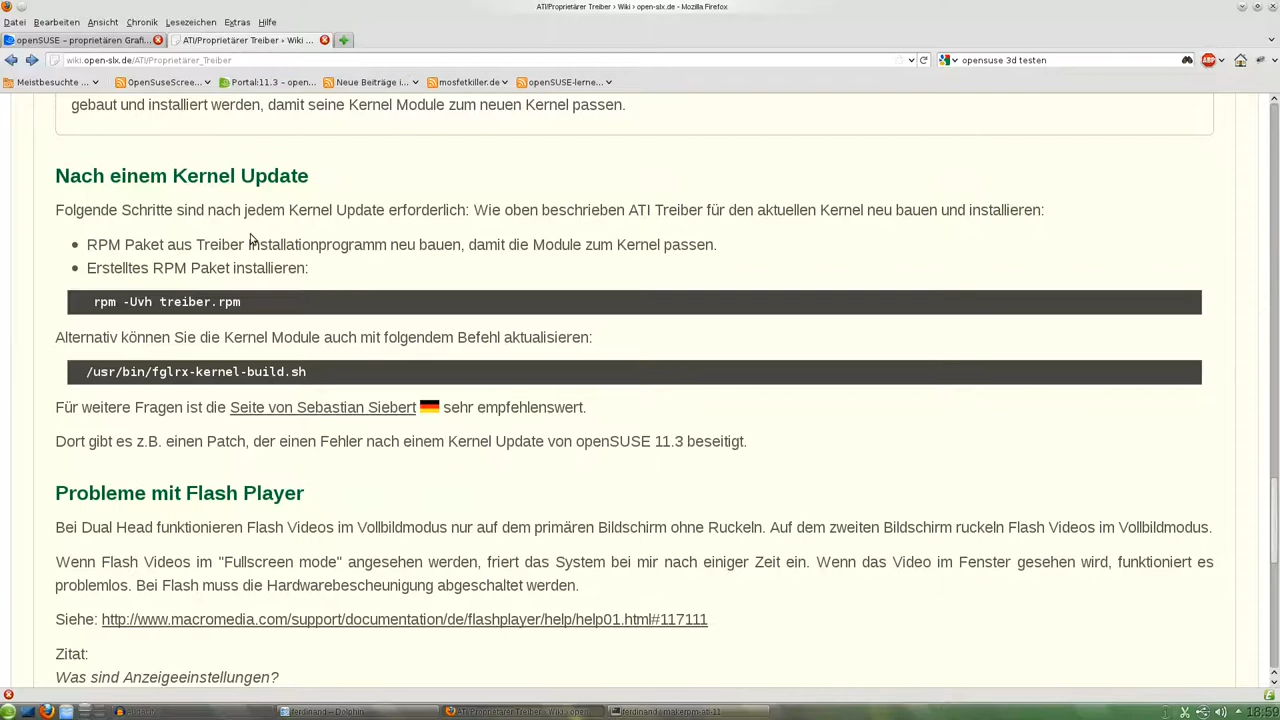 ATI/Proprietärer Treiber › Wiki › open-slx.de - Mozilla Firefox
Datei Bearbeiten Ansicht Chronik Lesezeichen Extras Hilfe
openSUSE – proprietären Grafi... ATI/Proprietärer Treiber › Wiki ...
wiki.open-slx.de/ATI/Proprietärer_Treiber opensuse 3d testen ABP
Meistbesuchte ... OpenSuseScree... Portal:11.3 – open... Neue Beiträge i... mosfetkiller.de openSUSE-lerne...
gebaut und installiert werden, damit seine Kernel Module zum neuen Kernel passen.
Nach einem Kernel Update
Folgende Schritte sind nach jedem Kernel Update erforderlich: Wie oben beschrieben ATI Treiber für den aktuellen Kernel neu bauen und installieren:
RPM Paket aus Treiber Installationprogramm neu bauen, damit die Module zum Kernel passen.
Erstelltes RPM Paket installieren:
rpm -Uvh treiber.rpm
Alternativ können Sie die Kernel Module auch mit folgendem Befehl aktualisieren:
/usr/bin/fglrx-kernel-build.sh
Für weitere Fragen ist die Seite von Sebastian Siebert sehr empfehlenswert.
Dort gibt es z.B. einen Patch, der einen Fehler nach einem Kernel Update von openSUSE 11.3 beseitigt.
Probleme mit Flash Player
Bei Dual Head funktionieren Flash Videos im Vollbildmodus nur auf dem primären Bildschirm ohne Ruckeln. Auf dem zweiten Bildschirm ruckeln Flash Videos im Vollbildmodus.
Wenn Flash Videos im "Fullscreen mode" angesehen werden, friert das System bei mir nach einiger Zeit ein. Wenn das Video im Fenster gesehen wird, funktioniert es
problemlos. Bei Flash muss die Hardwarebescheunigung abgeschaltet werden.
Siehe: http://www.macromedia.com/support/documentation/de/flashplayer/help/help01.html#117111
Zitat:
Was sind Anzeigeeinstellungen?
ferdinand – Dolphin ATI/Proprietärer Treiber › Wiki › open- ferdinand : makerpm-ati-11 18:59